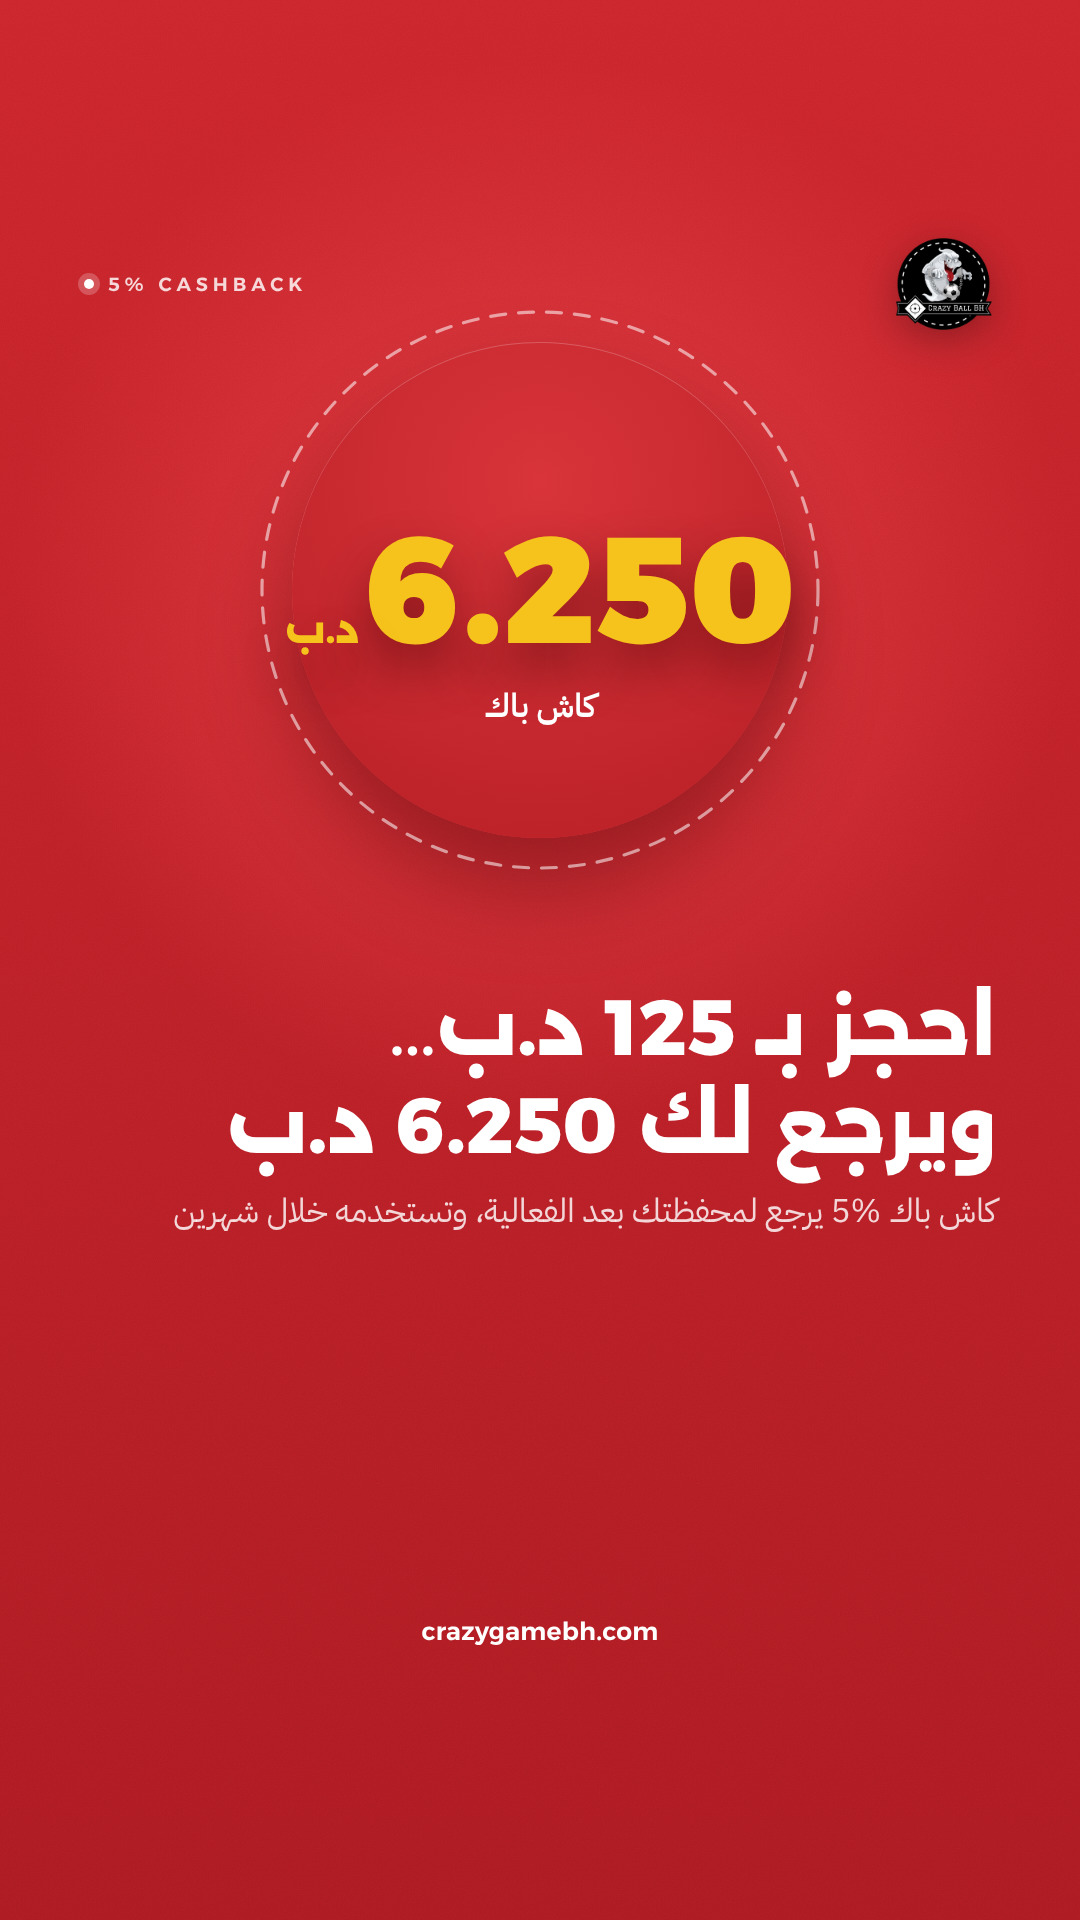 5% CASHBACK
CRAZY BALL BH
6.250 د.ب
كاش باك
احجز بـ 125 د.ب...
ويرجع لك 6.250 د.ب
كاش باك 5% يرجع لمحفظتك بعد الفعالية، وتستخدمه خلال شهرين
crazygamebh.com